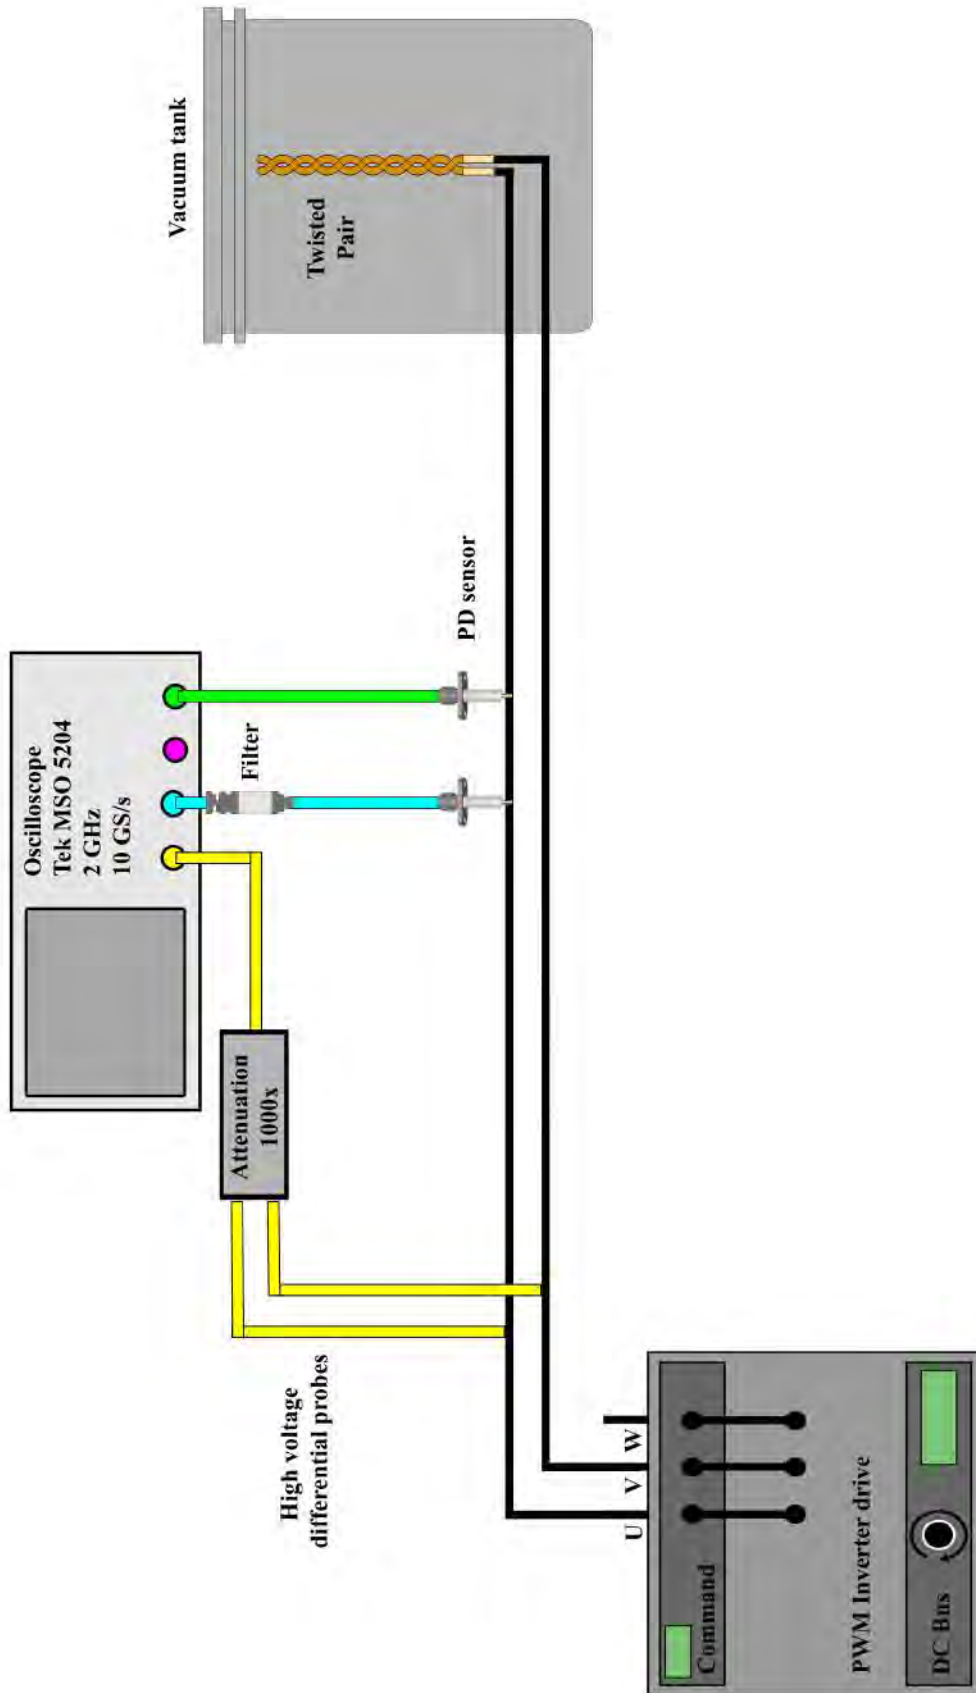 Oscilloscope
Tek MSO 5204
2 GHz
10 GS/s
Vacuum tank
Attenuation
1000x
Filter
Twisted
Pair
High voltage
differential probes
PD sensor
U
V
W
Command
PWM Inverter drive
DC Bus